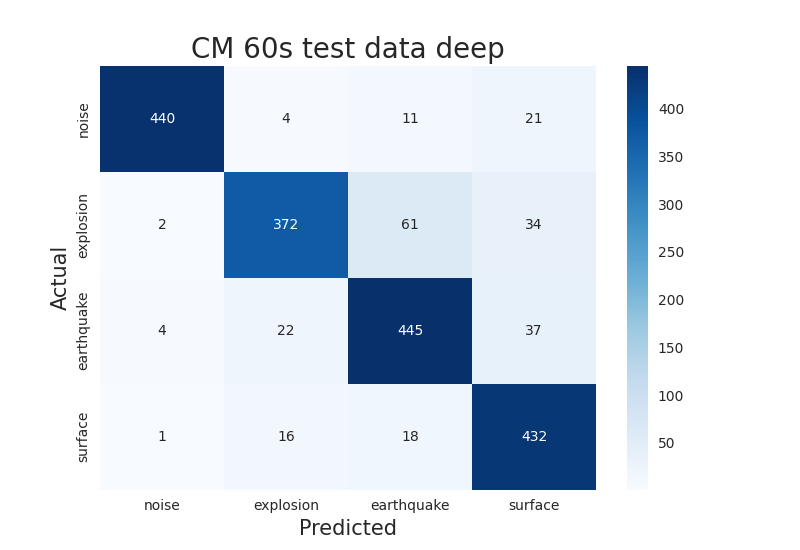 CM 60s test data deep
noise 440 4 11 21
explosion 2 372 61 34
earthquake 4 22 445 37
surface 1 16 18 432
Actual
noise explosion earthquake surface
Predicted
400
350
300
250
200
150
100
50